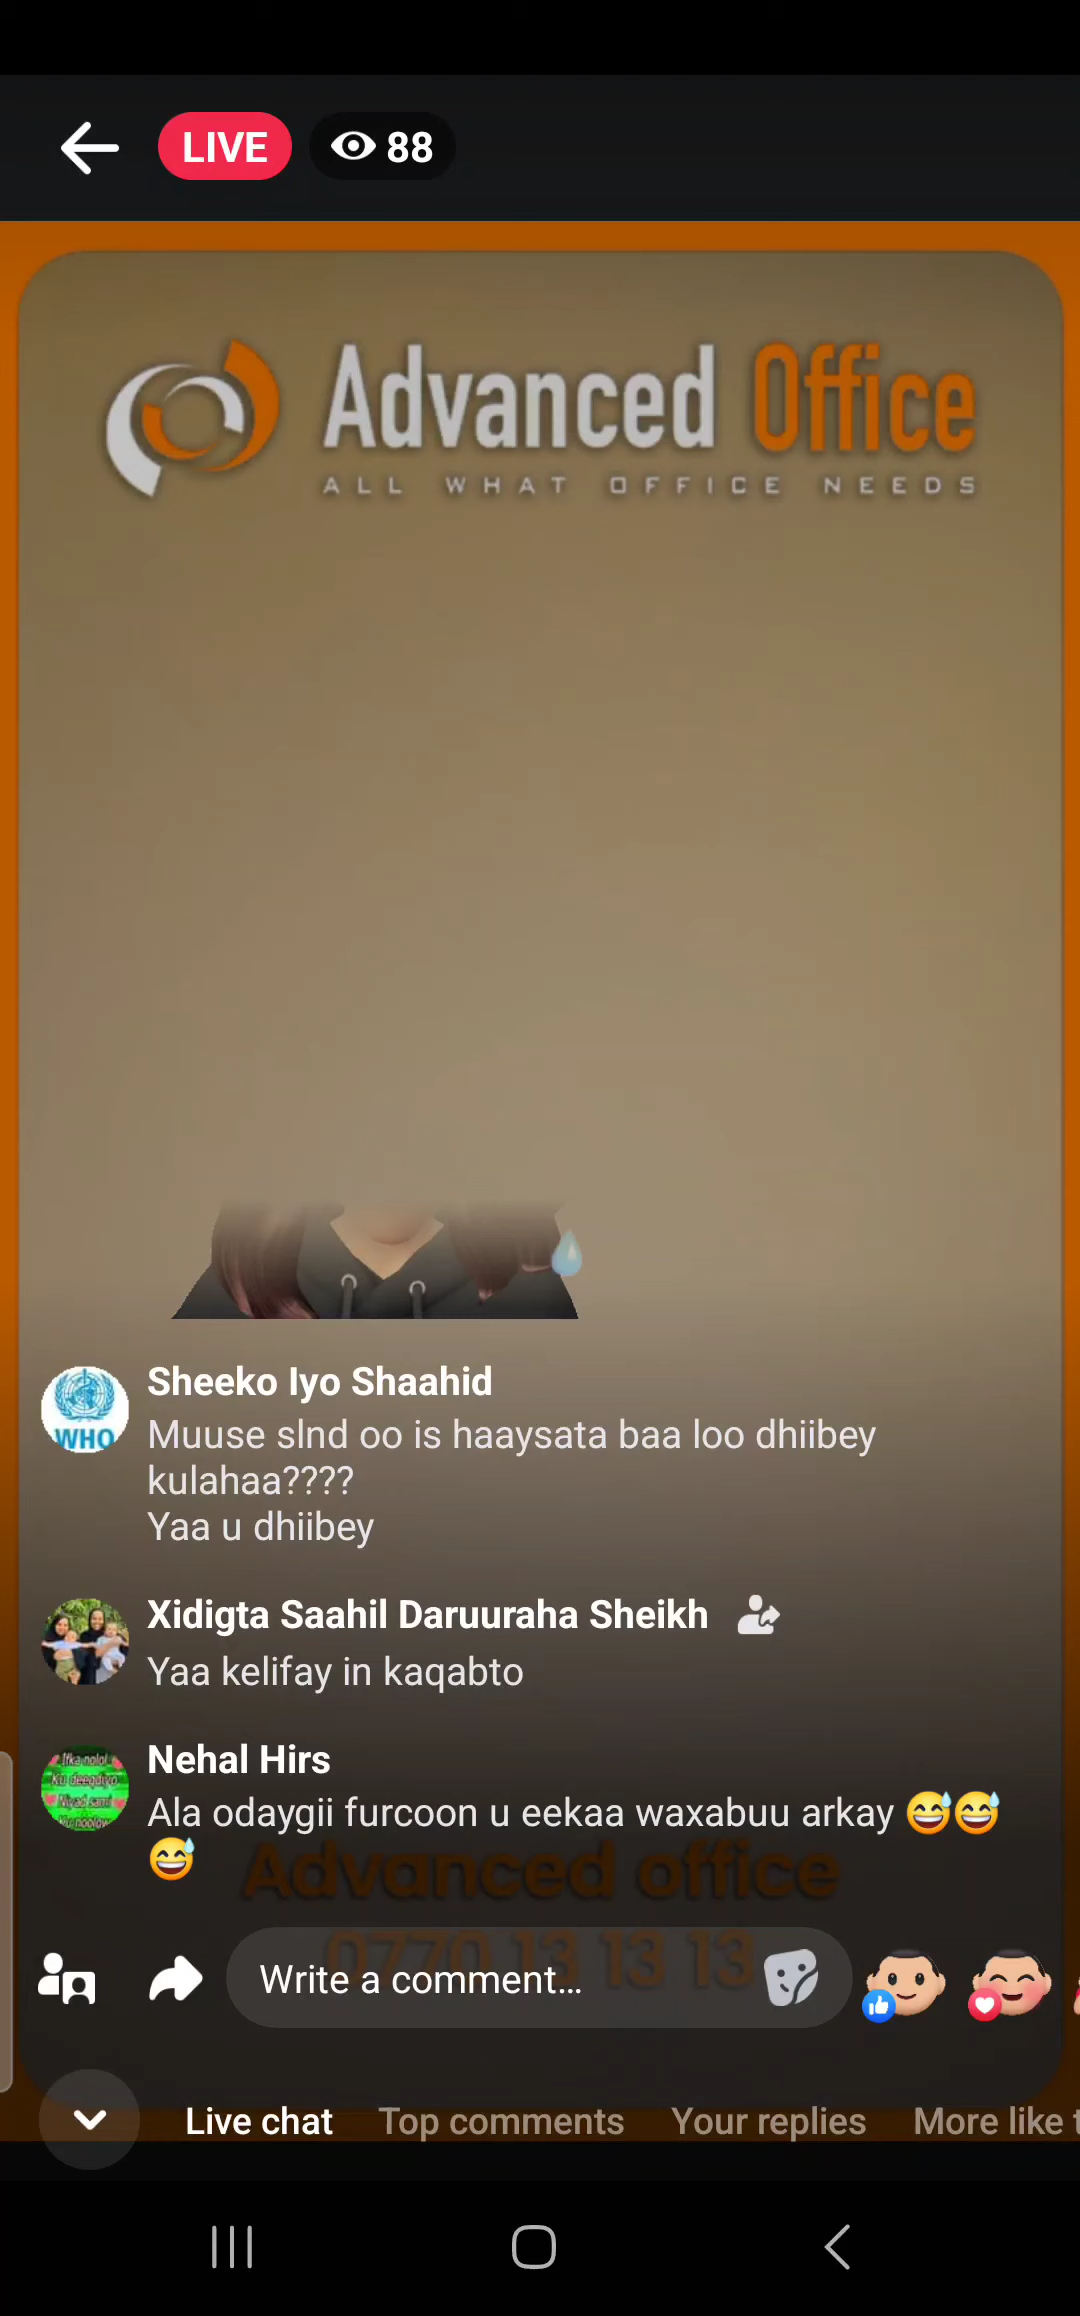 LIVE
88
Advanced Office
ALL WHAT OFFICE NEEDS
Sheeko Iyo Shaahid
WHO
Muuse slnd oo is haaysata baa loo dhiibey
kulahaa????
Yaa u dhiibey
Xidigta Saahil Daruuraha Sheikh
Yaa kelifay in kaqabto
Nehal Hirs
Ala odaygii furcoon u eekaa waxabuu arkay 😅😅
😅
Advanced office
0770 13 13 13
Write a comment...
Live chat
Top comments
Your replies
More like t